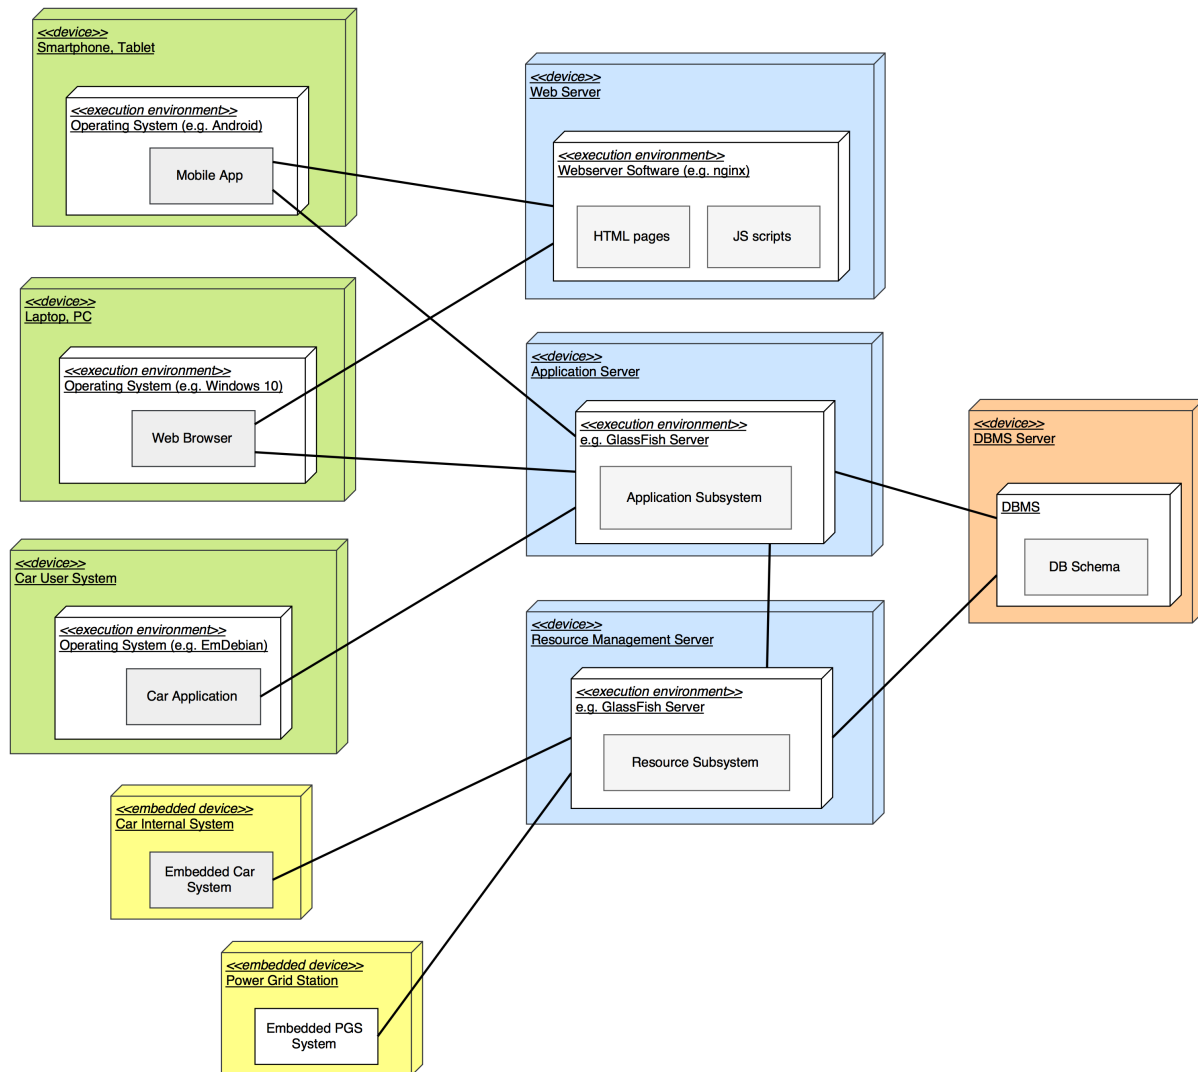 <<device>>
Smartphone, Tablet
<<execution environment>>
Operating System (e.g. Android)
Mobile App
<<device>>
Web Server
<<execution environment>>
Webserver Software (e.g. nginx)
HTML pages
JS scripts
<<device>>
Laptop, PC
<<execution environment>>
Operating System (e.g. Windows 10)
Web Browser
<<device>>
Application Server
<<execution environment>>
e.g. GlassFish Server
Application Subsystem
<<device>>
DBMS Server
DBMS
DB Schema
<<device>>
Car User System
<<execution environment>>
Operating System (e.g. EmDebian)
Car Application
<<device>>
Resource Management Server
<<execution environment>>
e.g. GlassFish Server
Resource Subsystem
<<embedded device>>
Car Internal System
Embedded Car
System
<<embedded device>>
Power Grid Station
Embedded PGS
System